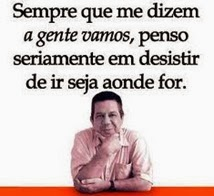 Sempre que me dizem
a gente vamos, penso
seriamente em desistir
de ir seja aonde for.